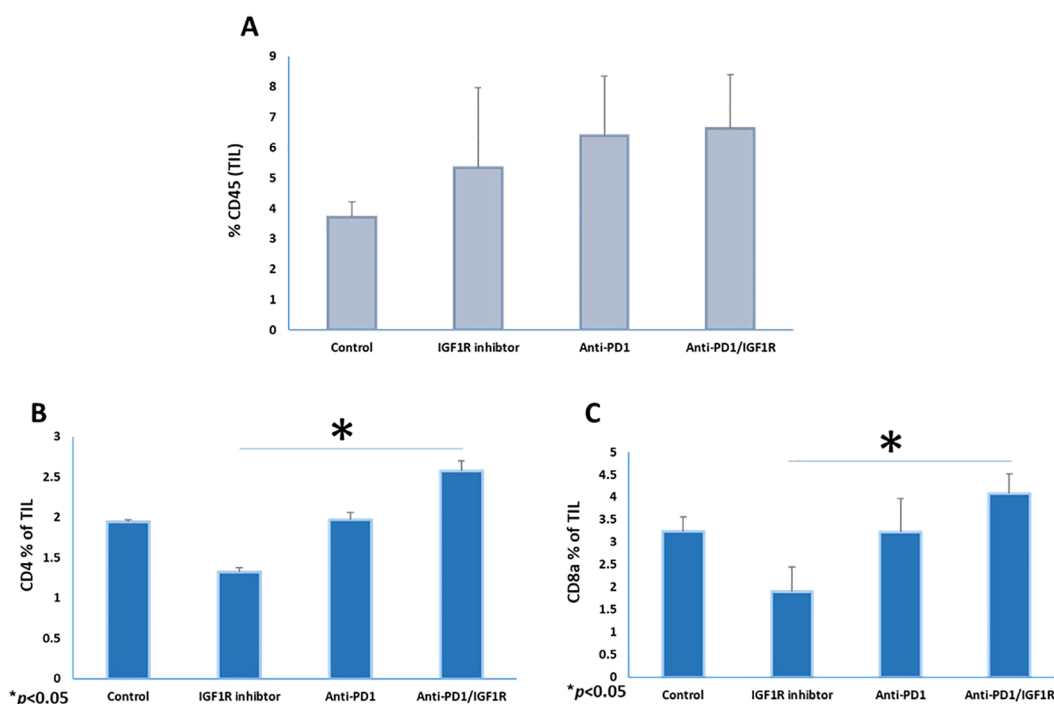 A
9
8
7
6
5
4
3
2
1
0
% CD45 (TIL)
Control IGF1R inhibtor Anti-PD1 Anti-PD1/IGF1R
B
3
2.5
2
1.5
1
0.5
0
CD4 % of TIL
*
Control IGF1R inhibtor Anti-PD1 Anti-PD1/IGF1R
*p<0.05
C
5
4.5
4
3.5
3
2.5
2
1.5
1
0.5
0
CD8a % of TIL
*
Control IGF1R inhibtor Anti-PD1 Anti-PD1/IGF1R
*p<0.05